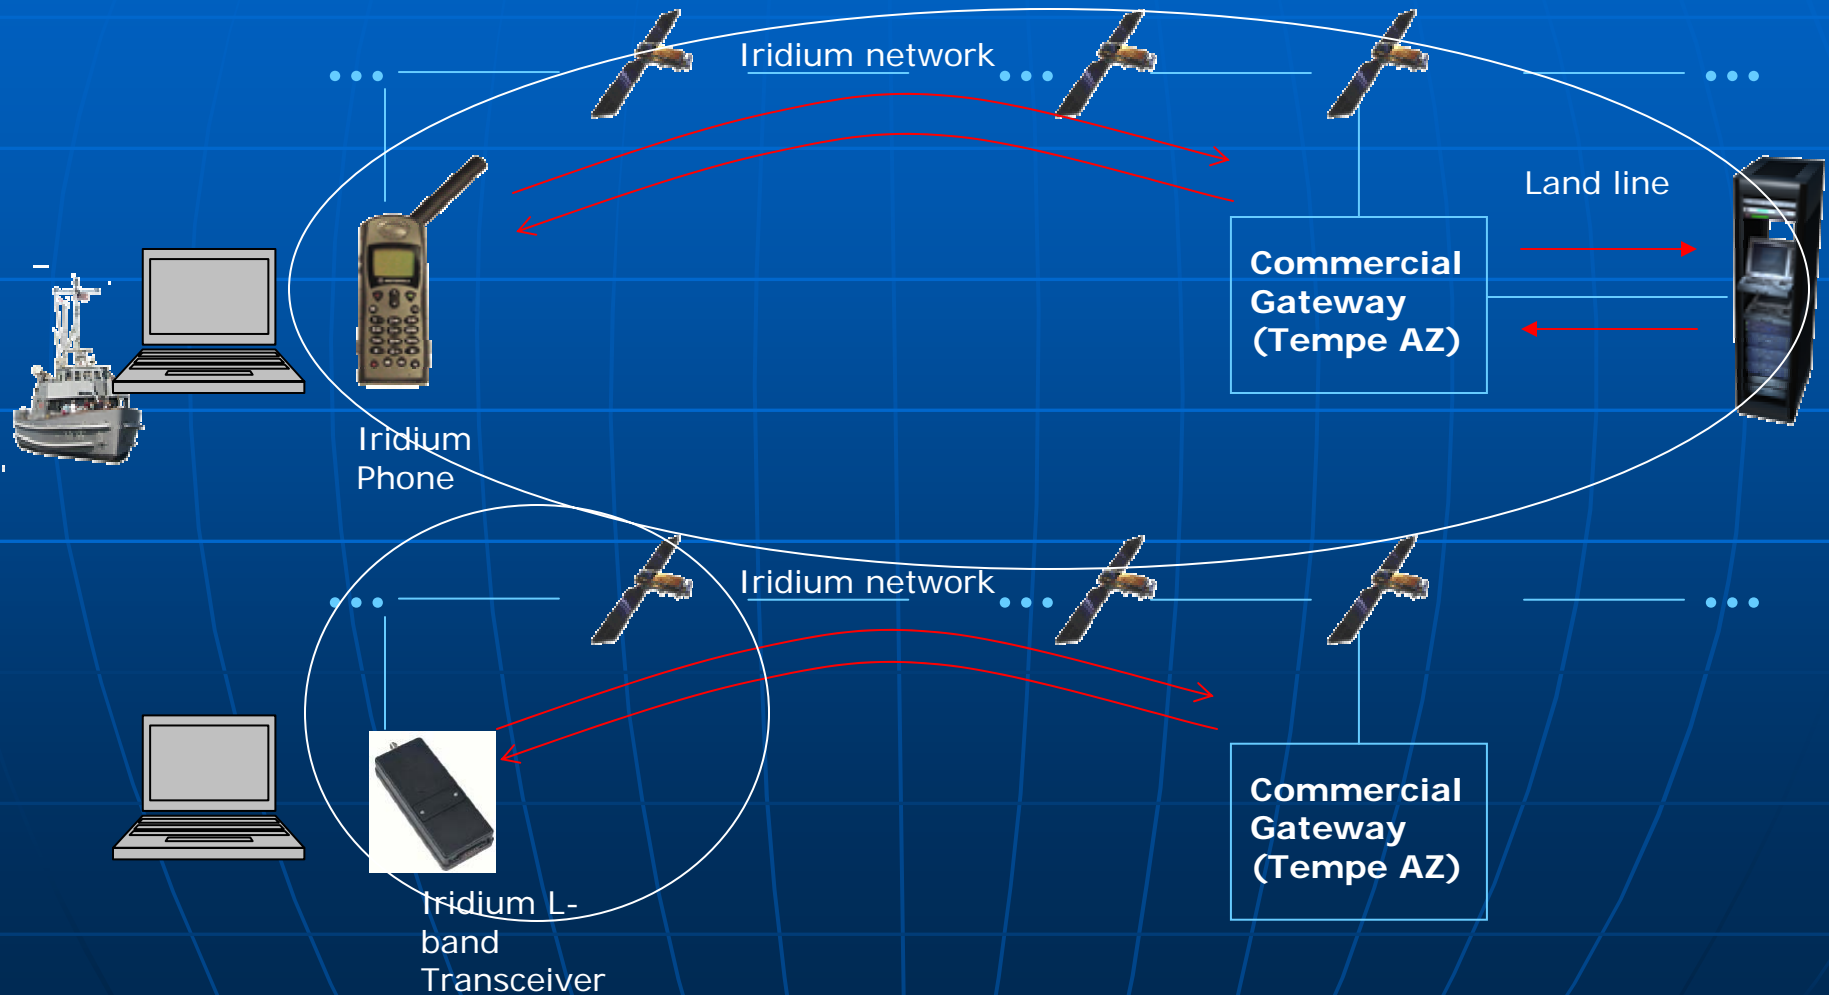 Iridium network
Land line
Commercial
Gateway
(Tempe AZ)
Iridium
Phone
Iridium network
Commercial
Gateway
(Tempe AZ)
Iridium L-
band
Transceiver